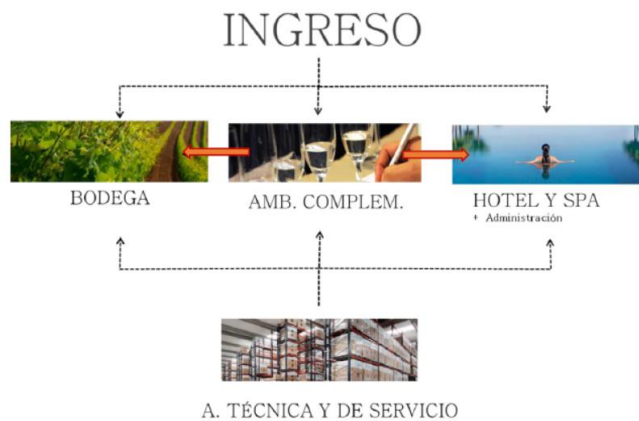 INGRESO
BODEGA
AMB. COMPLEM.
HOTEL Y SPA
+ Administración
A. TÉCNICA Y DE SERVICIO